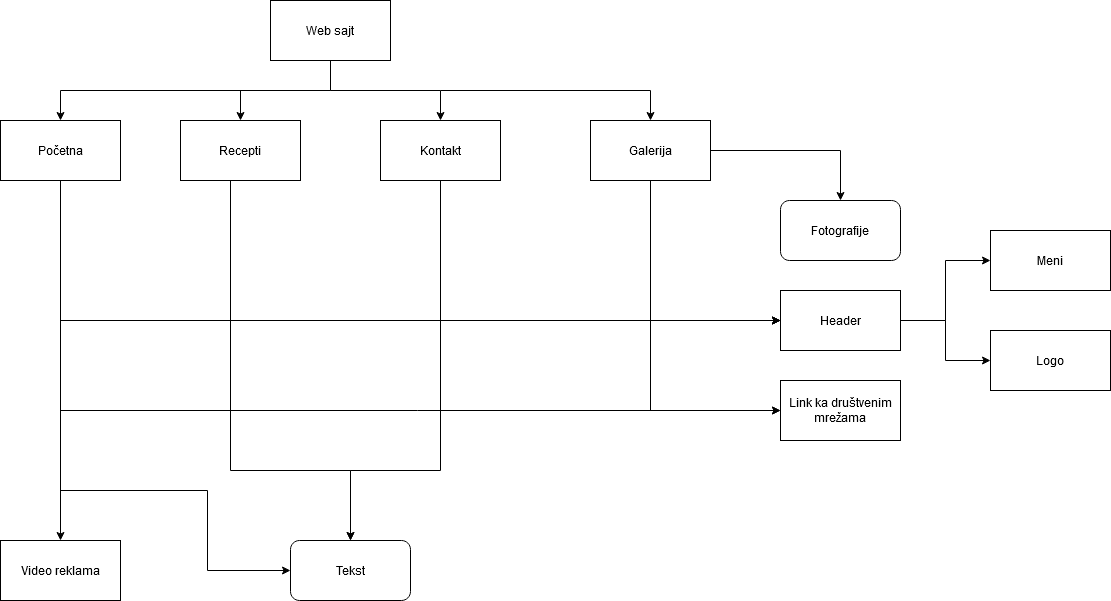 Web sajt
Početna
Recepti
Kontakt
Galerija
Fotografije
Meni
Header
Logo
Link ka društvenim
mrežama
Video reklama
Tekst